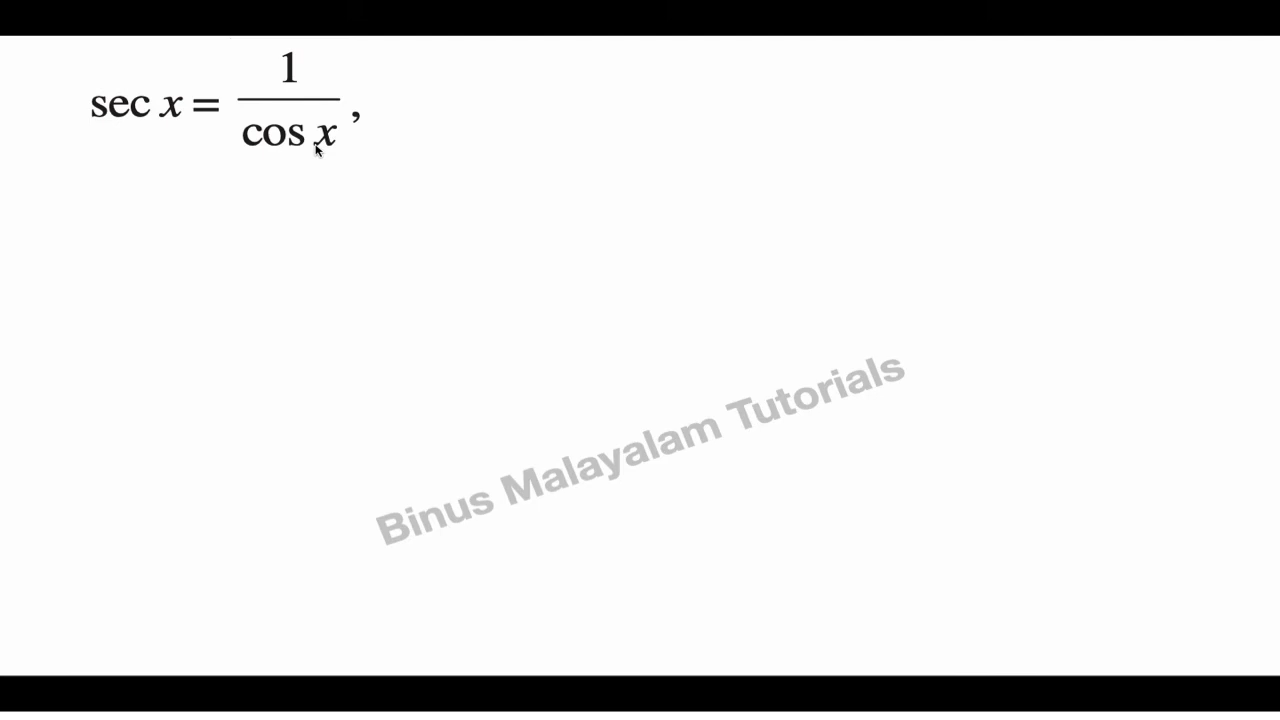 sec x = 1 / cos x ,
Binus Malayalam Tutorials